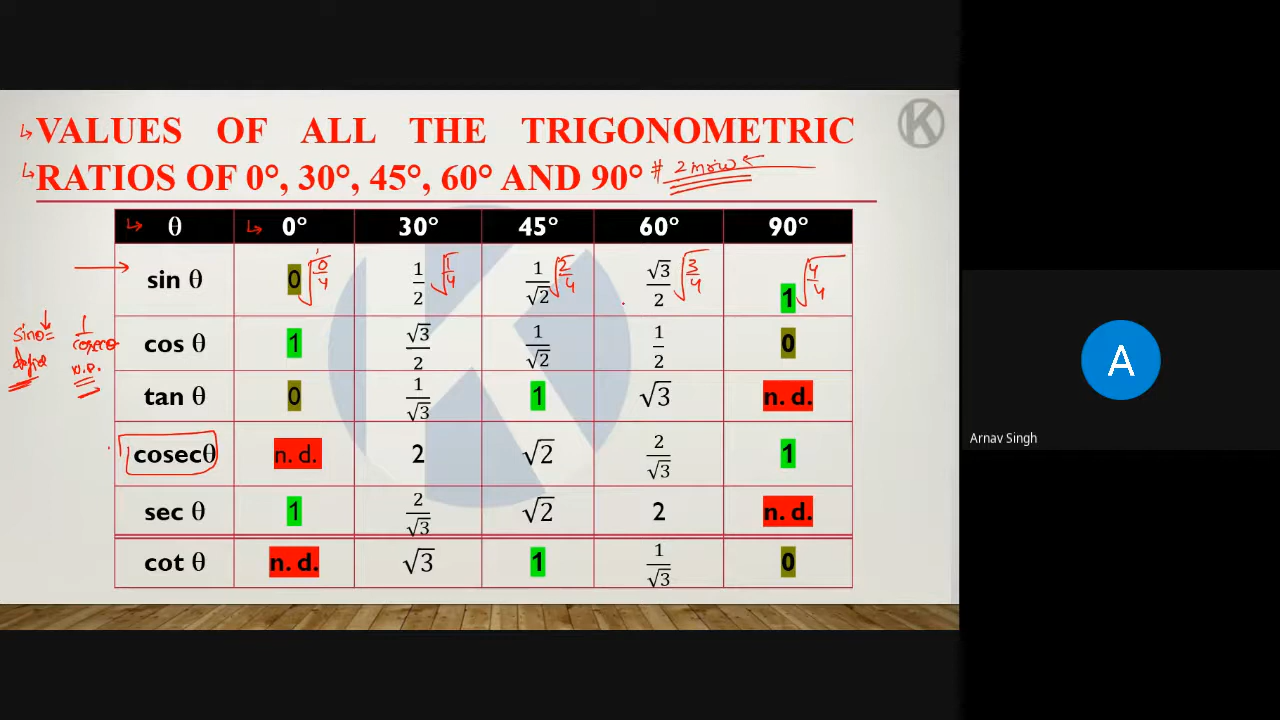 VALUES OF ALL THE TRIGONOMETRIC
RATIOS OF 0°, 30°, 45°, 60° AND 90° #
θ 0° 30° 45° 60° 90°
sin θ 0 √0/4 1/2 √1/4 1/√2 √2/4 √3/2 √3/4 1 √4/4
cos θ 1 √3/2 1/√2 1/2 0
tan θ 0 1/√3 1 √3 n. d.
cosecθ n. d. 2 √2 2/√3 1
sec θ 1 2/√3 √2 2 n. d.
cot θ n. d. √3 1 1/√3 0
sinθ = 1/cosecθ
K
A
Arnav Singh